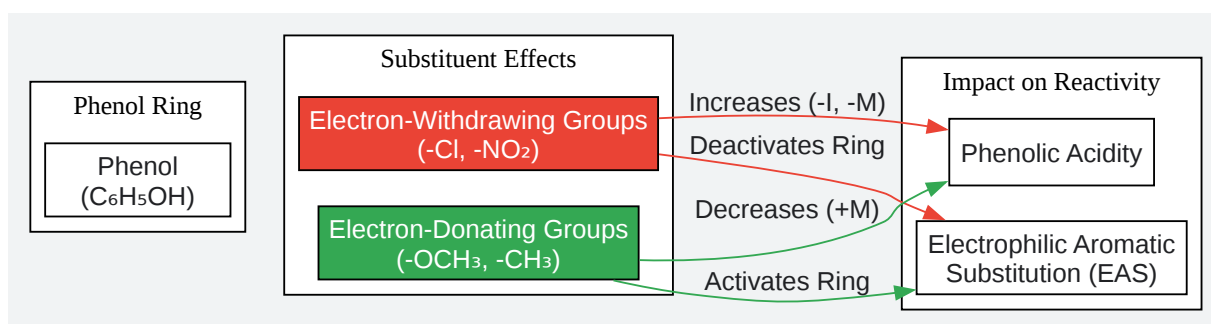 Phenol Ring
Phenol
(C₆H₅OH)
Substituent Effects
Electron-Withdrawing Groups
(-Cl, -NO₂)
Electron-Donating Groups
(-OCH₃, -CH₃)
Increases (-I, -M)
Deactivates Ring
Decreases (+M)
Activates Ring
Impact on Reactivity
Phenolic Acidity
Electrophilic Aromatic
Substitution (EAS)